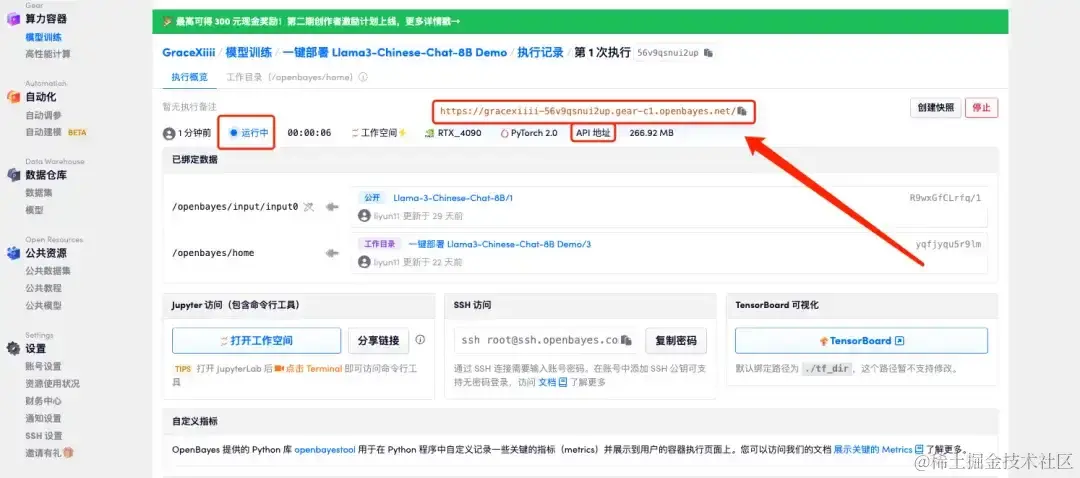 Gear
算力容器
模型训练
高性能计算
Automation
自动化
自动调参
自动建模 BETA
Data Warehouse
数据仓库
数据集
模型
Open Resources
公共资源
公共数据集
公共教程
公共模型
Settings
设置
账号设置
资源使用状况
财务中心
通知设置
SSH 设置
邀请有礼
最高可得 300 元现金奖励！第二期创作者激励计划上线，更多详情戳→
GraceXiiii / 模型训练 / 一键部署 Llama3-Chinese-Chat-8B Demo / 执行记录 / 第 1 次执行 56v9qsnui2up
执行概览 工作目录（/openbayes/home）
暂无执行备注
https://gracexiiii-56v9qsnui2up.gear-c1.openbayes.net/
创建快照 停止
1 分钟前 运行中 00:00:06 工作空间 RTX_4090 PyTorch 2.0 API 地址 266.92 MB
已绑定数据
/openbayes/input/input0
公开 Llama-3-Chinese-Chat-8B/1 R9wxGfCLrfq/1
liyun11 更新于 29 天前
/openbayes/home
工作目录 一键部署 Llama3-Chinese-Chat-8B Demo/3 yqfjyqu5r9lm
liyun11 更新于 22 天前
Jupyter 访问（包含命令行工具）
打开工作空间 分享链接
TIPS 打开 JupyterLab 后 点击 Terminal 即可访问命令行工
具
SSH 访问
ssh root@ssh.openbayes.co 复制密码
通过 SSH 连接需要输入账号密码。在账号中添加 SSH 公钥可支
持无密码登录，访问 文档 了解更多
TensorBoard 可视化
TensorBoard
默认绑定路径为 ./tf_dir，这个路径暂不支持修改。
自定义指标
OpenBayes 提供的 Python 库 openbayestool 用于在 Python 程序中自定义记录一些关键的指标（metrics）并展示到用户的容器执行页面上。您可以访问我们的文档 展示关键的 Metrics 了解更多。
@稀土掘金技术社区